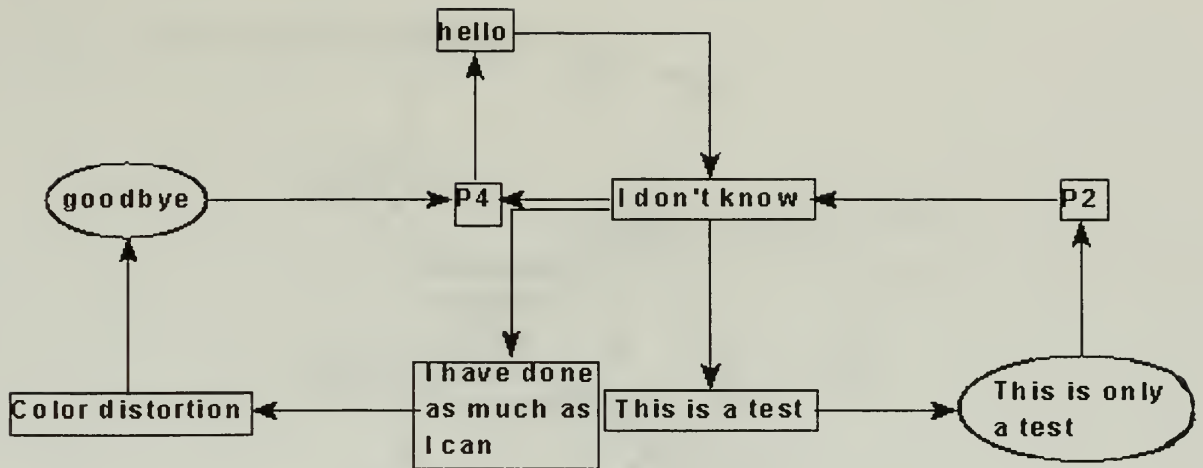 hello
goodbye
P4
I don't know
P2
Color distortion
I have done
as much as
I can
This is a test
This is only
a test